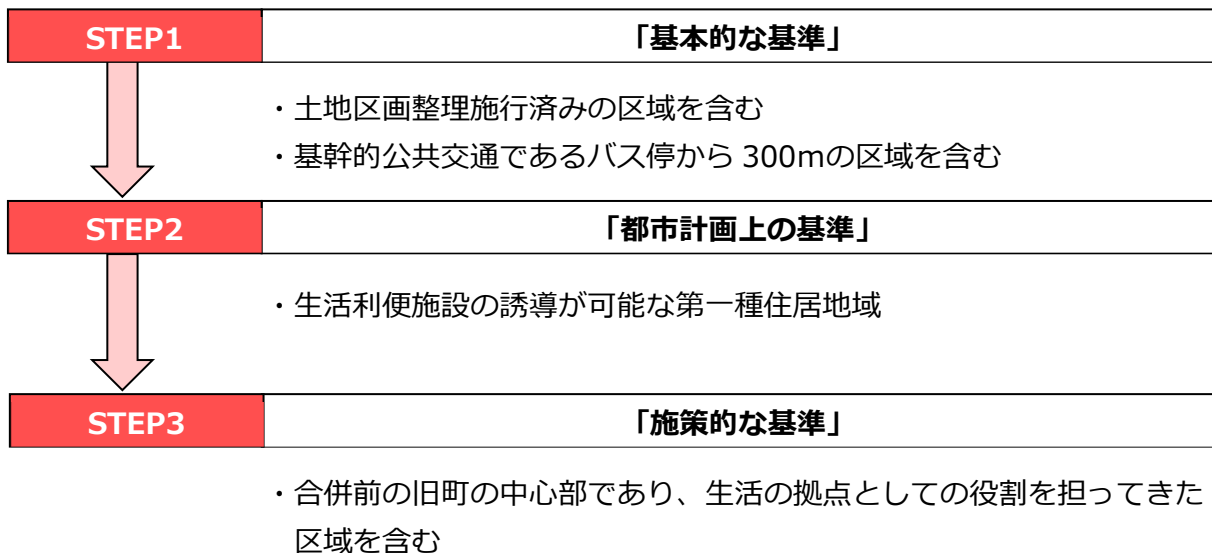 STEP1 「基本的な基準」
・土地区画整理施行済みの区域を含む
・基幹的公共交通であるバス停から 300mの区域を含む
STEP2 「都市計画上の基準」
・生活利便施設の誘導が可能な第一種住居地域
STEP3 「施策的な基準」
・合併前の旧町の中心部であり、生活の拠点としての役割を担ってきた
区域を含む